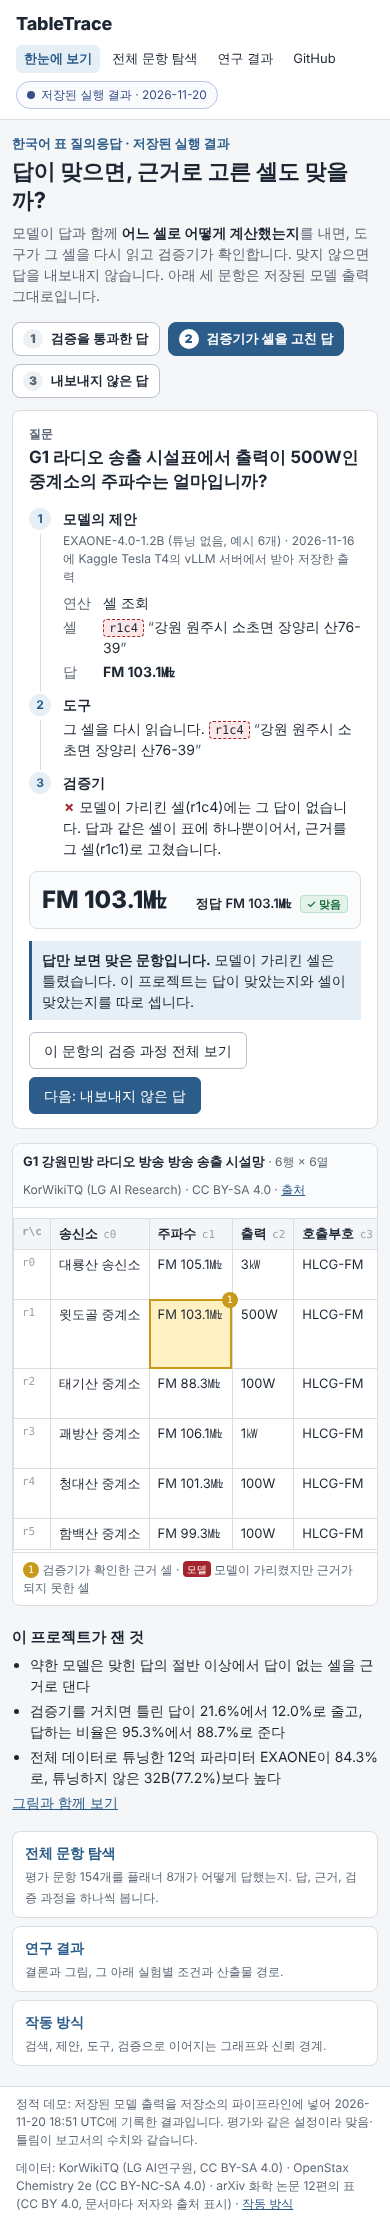 TableTrace
한눈에 보기 전체 문항 탐색 연구 결과 GitHub
저장된 실행 결과 · 2026-11-20
한국어 표 질의응답 · 저장된 실행 결과
답이 맞으면, 근거로 고른 셀도 맞을
까?
모델이 답과 함께 어느 셀로 어떻게 계산했는지를 내면, 도
구가 그 셀을 다시 읽고 검증기가 확인합니다. 맞지 않으면
답을 내보내지 않습니다. 아래 세 문항은 저장된 모델 출력
그대로입니다.
1 검증을 통과한 답
2 검증기가 셀을 고친 답
3 내보내지 않은 답
질문
G1 라디오 송출 시설표에서 출력이 500W인
중계소의 주파수는 얼마입니까?
1 모델의 제안
EXAONE-4.0-1.2B (튜닝 없음, 예시 6개) · 2026-11-16
에 Kaggle Tesla T4의 vLLM 서버에서 받아 저장한 출
력
연산 셀 조회
셀 r1c4 “강원 원주시 소초면 장양리 산76-
39”
답 FM 103.1㎒
2 도구
그 셀을 다시 읽습니다. r1c4 “강원 원주시 소
초면 장양리 산76-39”
3 검증기
✗ 모델이 가리킨 셀(r1c4)에는 그 답이 없습니
다. 답과 같은 셀이 표에 하나뿐이어서, 근거를
그 셀(r1c1)로 고쳤습니다.
FM 103.1㎒ 정답 FM 103.1㎒ ✓ 맞음
답만 보면 맞은 문항입니다. 모델이 가리킨 셀은
틀렸습니다. 이 프로젝트는 답이 맞았는지와 셀이
맞았는지를 따로 셉니다.
이 문항의 검증 과정 전체 보기
다음: 내보내지 않은 답
G1 강원민방 라디오 방송 방송 송출 시설망 · 6행 × 6열
KorWikiTQ (LG AI Research) · CC BY-SA 4.0 · 출처
r\c 송신소 c0 주파수 c1 출력 c2 호출부호 c3
r0 대룡산 송신소 FM 105.1㎒ 3㎾ HLCG-FM
1
r1 윗도골 중계소 FM 103.1㎒ 500W HLCG-FM
r2 태기산 중계소 FM 88.3㎒ 100W HLCG-FM
r3 괘방산 중계소 FM 106.1㎒ 1㎾ HLCG-FM
r4 청대산 중계소 FM 101.3㎒ 100W HLCG-FM
r5 함백산 중계소 FM 99.3㎒ 100W HLCG-FM
1 검증기가 확인한 근거 셀 · 모델 모델이 가리켰지만 근거가
되지 못한 셀
이 프로젝트가 잰 것
• 약한 모델은 맞힌 답의 절반 이상에서 답이 없는 셀을 근
거로 댄다
• 검증기를 거치면 틀린 답이 21.6%에서 12.0%로 줄고,
답하는 비율은 95.3%에서 88.7%로 준다
• 전체 데이터로 튜닝한 12억 파라미터 EXAONE이 84.3%
로, 튜닝하지 않은 32B(77.2%)보다 높다
그림과 함께 보기
전체 문항 탐색
평가 문항 154개를 플래너 8개가 어떻게 답했는지. 답, 근거, 검
증 과정을 하나씩 봅니다.
연구 결과
결론과 그림, 그 아래 실험별 조건과 산출물 경로.
작동 방식
검색, 제안, 도구, 검증으로 이어지는 그래프와 신뢰 경계.
정적 데모: 저장된 모델 출력을 저장소의 파이프라인에 넣어 2026-
11-20 18:51 UTC에 기록한 결과입니다. 평가와 같은 설정이라 맞음·
틀림이 보고서의 수치와 같습니다.
데이터: KorWikiTQ (LG AI연구원, CC BY-SA 4.0) · OpenStax
Chemistry 2e (CC BY-NC-SA 4.0) · arXiv 화학 논문 12편의 표
(CC BY 4.0, 문서마다 저자와 출처 표시) · 작동 방식